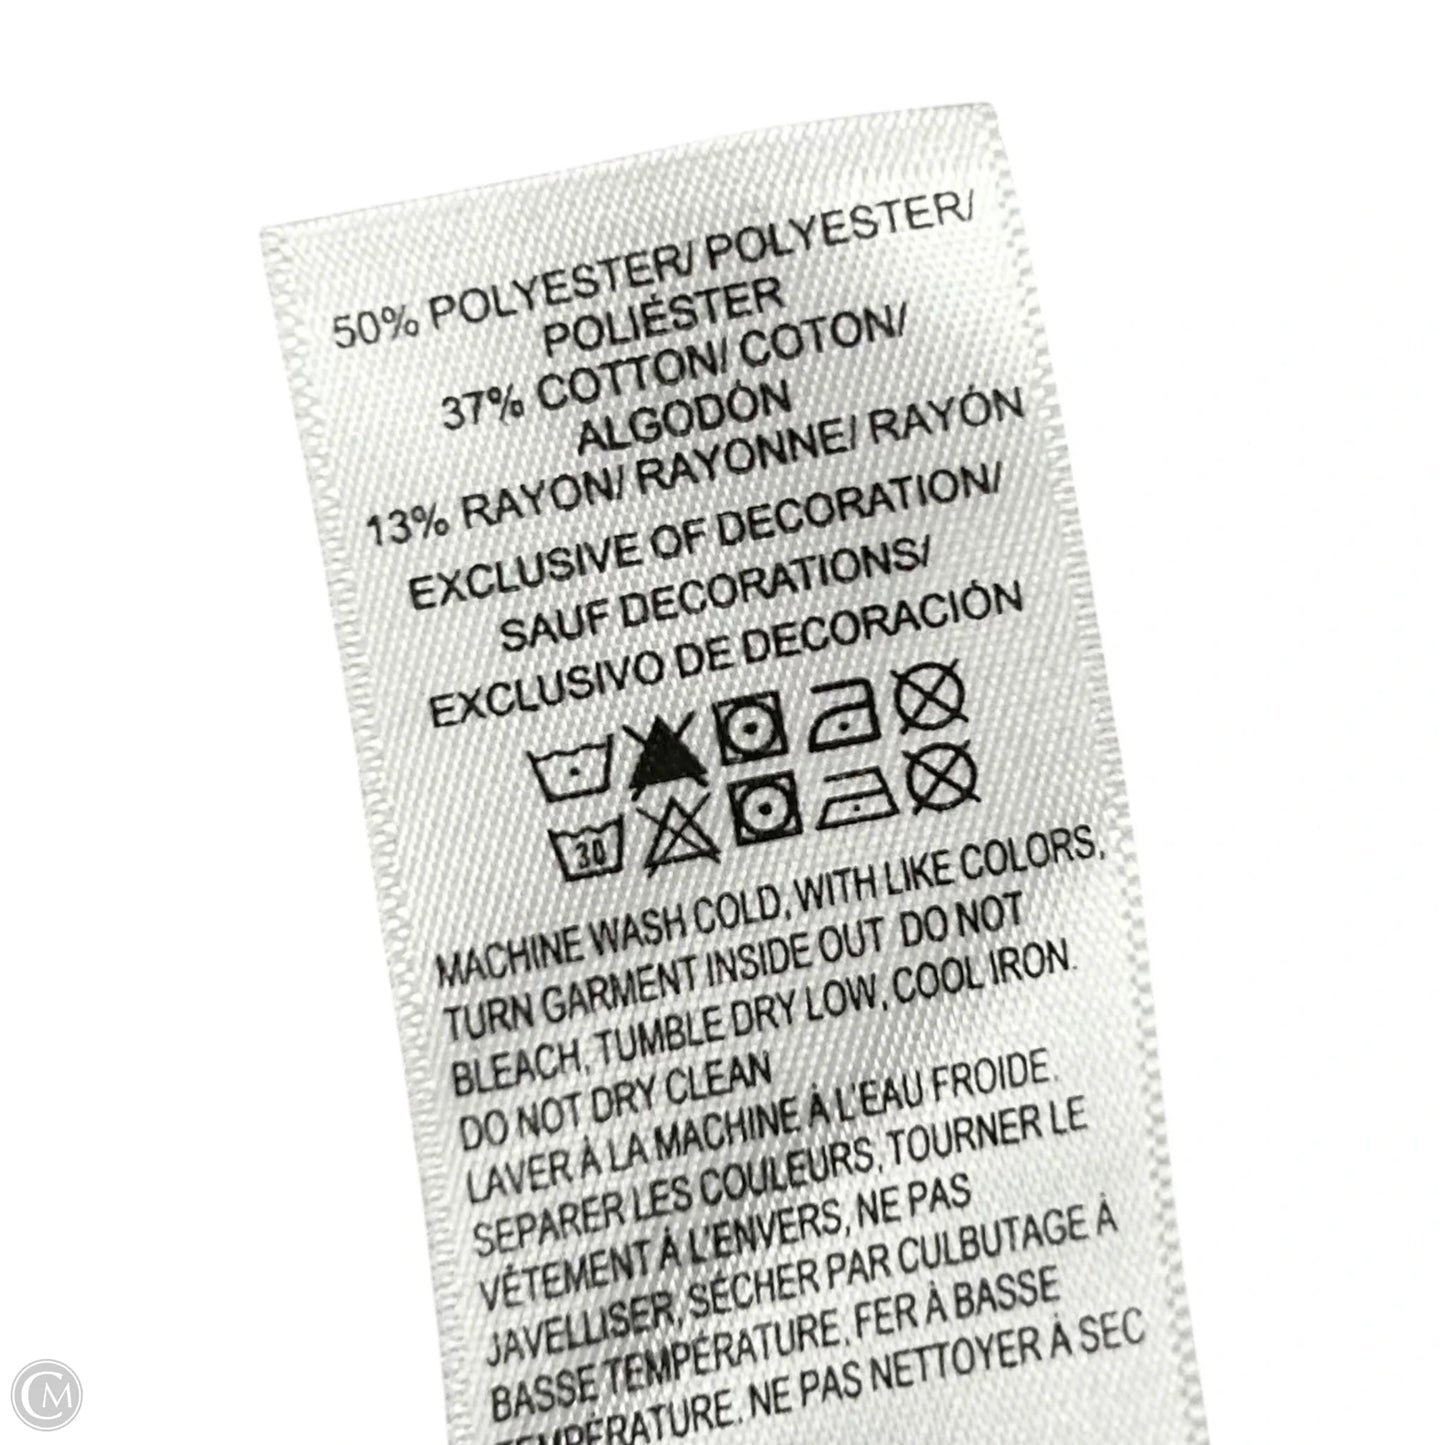 50% POLYESTER/ POLYESTER/
POLIÉSTER
37% COTTON/ COTON/
ALGODÓN
13% RAYON/ RAYONNE/ RAYÓN
EXCLUSIVE OF DECORATION/
SAUF DECORATIONS/
EXCLUSIVO DE DECORACIÓN
30
MACHINE WASH COLD, WITH LIKE COLORS,
TURN GARMENT INSIDE OUT DO NOT
BLEACH, TUMBLE DRY LOW, COOL IRON.
DO NOT DRY CLEAN
LAVER À LA MACHINE À L'EAU FROIDE.
SEPARER LES COULEURS, TOURNER LE
VÊTEMENT À L'ENVERS, NE PAS
JAVELLISER, SÉCHER PAR CULBUTAGE À
BASSE TEMPÉRATURE, FER À BASSE
TEMPÉRATURE. NE PAS NETTOYER À SEC
CM